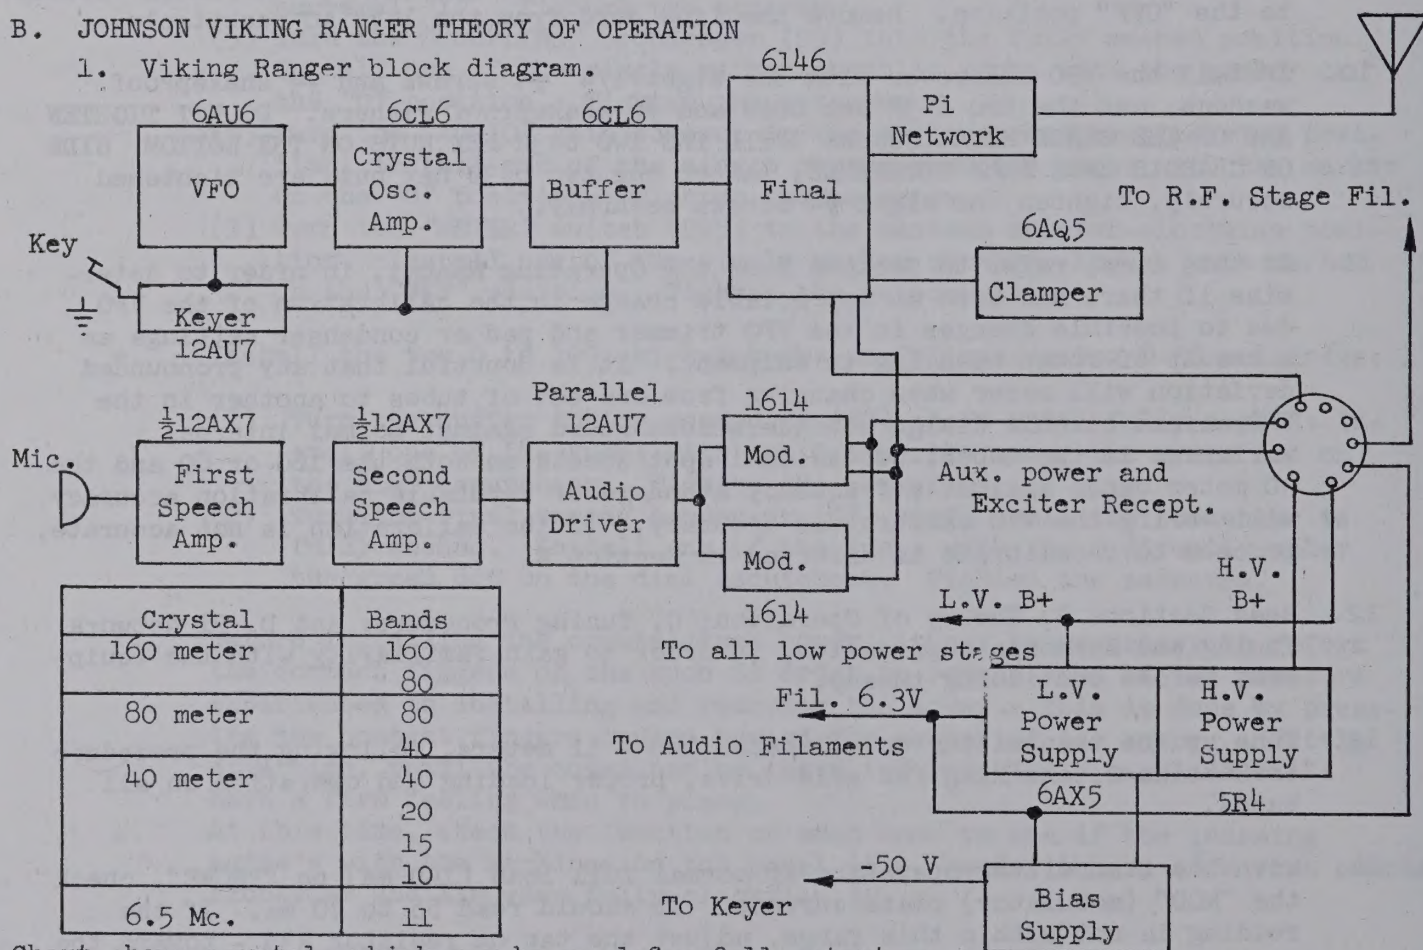 B. JOHNSON VIKING RANGER THEORY OF OPERATION
1. Viking Ranger block diagram.
6146
6AU6
6CL6
6CL6
Pi
Network
VFO
Crystal
Osc.
Amp.
Buffer
Final
To R.F. Stage Fil.
Key
6AQ5
Clamper
Keyer
12AU7
Parallel
½12AX7
½12AX7
12AU7
1614
Mic.
First
Speech
Amp.
Second
Speech
Amp.
Audio
Driver
Mod.
Aux. power and
Exciter Recept.
Mod.
1614
H.V.
B+
L.V. B+
To all low power stages
Crystal Bands
160 meter 160
80
80 meter 80
40
40 meter 40
20
15
10
6.5 Mc. 11
Fil. 6.3V
To Audio Filaments
L.V.
Power
Supply
H.V.
Power
Supply
6AX5
5R4
-50 V
To Keyer
Bias
Supply